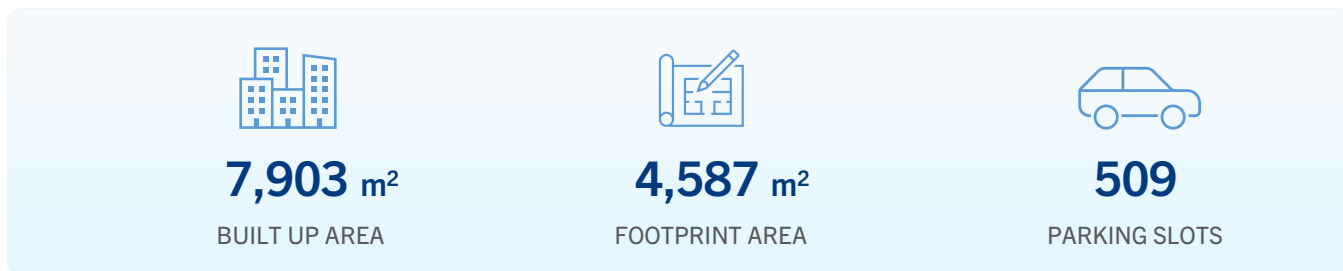 7,903 m²
4,587 m²
509
BUILT UP AREA
FOOTPRINT AREA
PARKING SLOTS